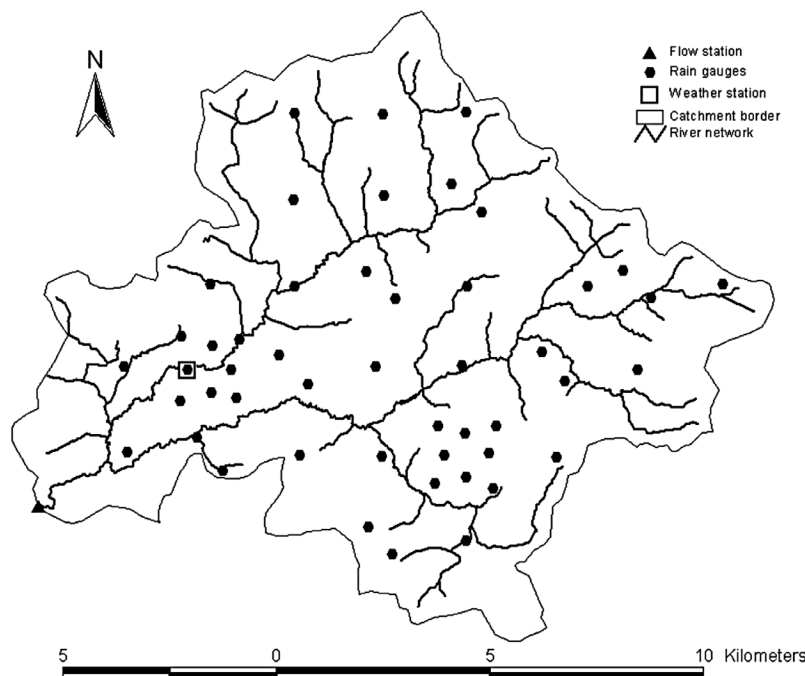 N
Flow station
Rain gauges
Weather station
Catchment border
River network
5 0 5 10 Kilometers